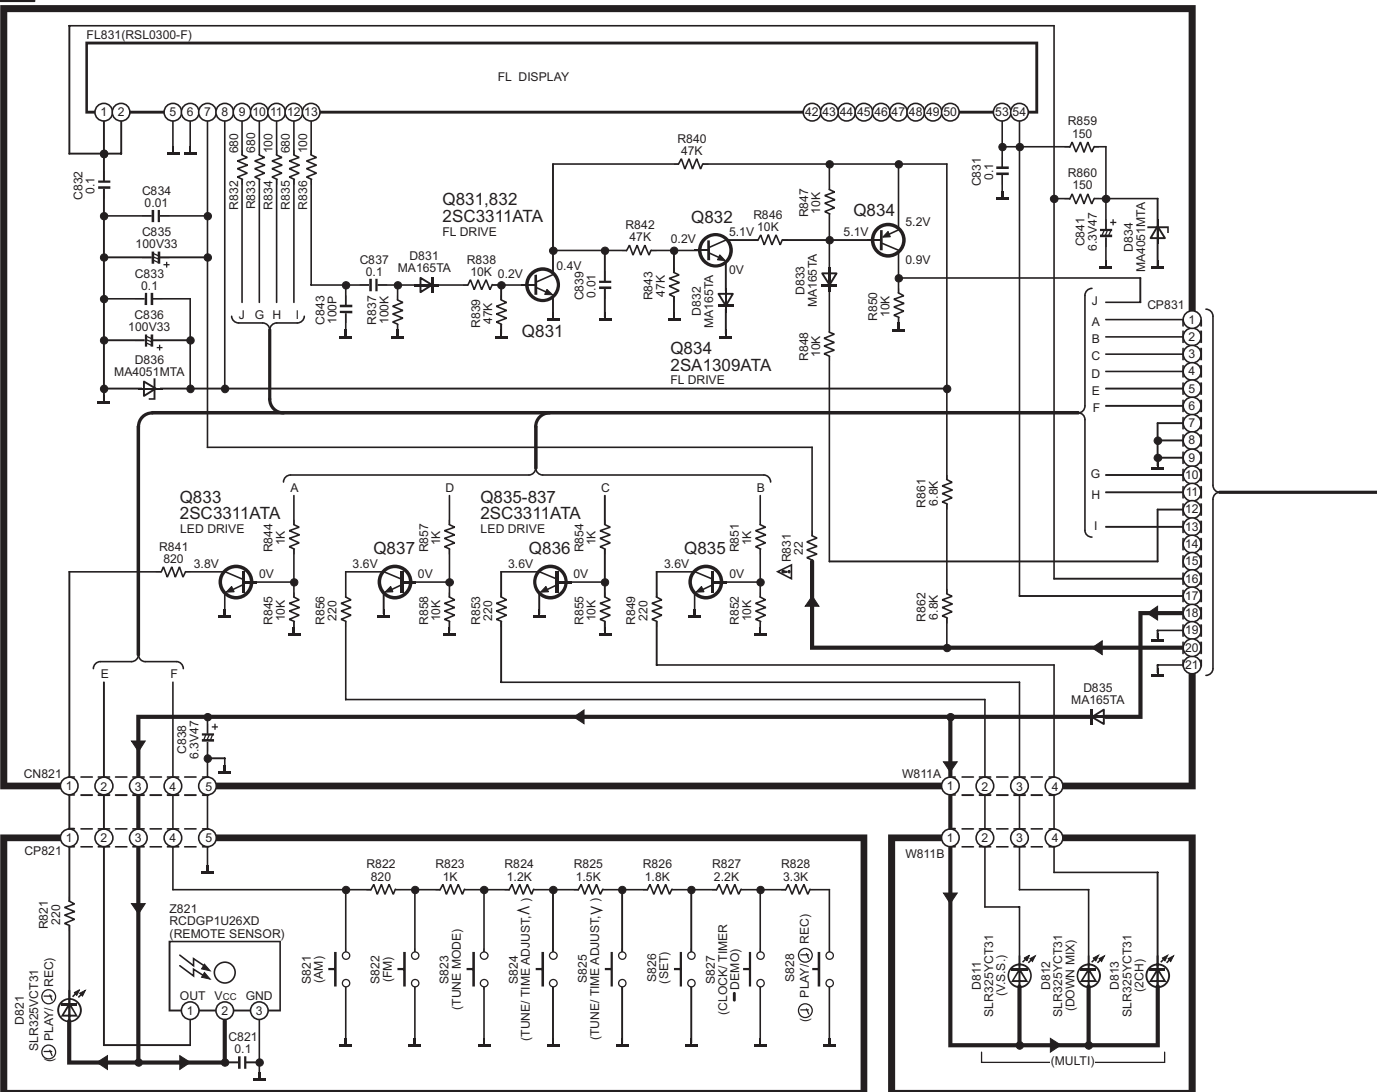 FL831(RSL0300-F)
FL DISPLAY
1 2 5 6 7 8 9 10 11 12 13 42 43 44 45 46 47 48 49 50 53 54
R832 680
R833 680
R834 100
R835 680
R836 100
J G H I
C832 0.1
C834
0.01
C835
100V33
+
C833
0.1
C836
100V33
+
D836
MA4051MTA
C843 100P
C837
0.1
R837 100K
D831
MA165TA
R838
10K
0.2V
R839 47K
Q831,832
2SC3311ATA
FL DRIVE
0.4V
Q831
C839 0.01
R840
47K
R842
47K
0.2V
R843 47K
Q832
5.1V
0V
D832 MA165TA
R846
10K
R847 10K
5.1V
D833 MA165TA
R848 10K
Q834
5.2V
0.9V
R850 10K
Q834
2SA1309ATA
FL DRIVE
C831 0.1
R859
150
R860
150
C841 6.3V47
+
D834 MA4051MTA
J
A
B
C
D
E
F
G
H
I
CP831
1
2
3
4
5
6
7
8
9
10
11
12
13
14
15
16
17
18
19
20
21
A D C B
Q833
2SC3311ATA
LED DRIVE
R841
820
3.8V
0V
R844 1K
R845 10K
Q837
3.6V
0V
R856 220
R857 1K
R858 10K
Q835-837
2SC3311ATA
LED DRIVE
Q836
3.6V
0V
R853 220
R854 1K
R855 10K
Q835
3.6V
0V
R849 220
R851 1K
R852 10K
R831 22
R861 6.8K
R862 6.8K
E F
C838 6.3V47
+
D835
MA165TA
CN821
1 2 3 4 5
W811A
1 2 3 4
CP821
1 2 3 4 5
W811B
1 2 3 4
R821 220
D821
SLR325VCT31
( PLAY/ REC)
Z821
RCDGP1U26XD
(REMOTE SENSOR)
OUT VCC GND
1 2 3
C821
0.1
R822
820
R823
1K
R824
1.2K
R825
1.5K
R826
1.8K
R827
2.2K
R828
3.3K
S821
(AM)
S822
(FM)
S823
(TUNE MODE)
S824
(TUNE/ TIME ADJUST,∧)
S825
(TUNE/ TIME ADJUST,∨)
S826
(SET)
S827
(CLOCK/ TIMER
–DEMO)
S828
( PLAY/ REC)
D811
SLR325YCT31
(V.S.S.)
D812
SLR325YCT31
(DOWN MIX)
D813
SLR325YCT31
(2CH)
(MULTI)